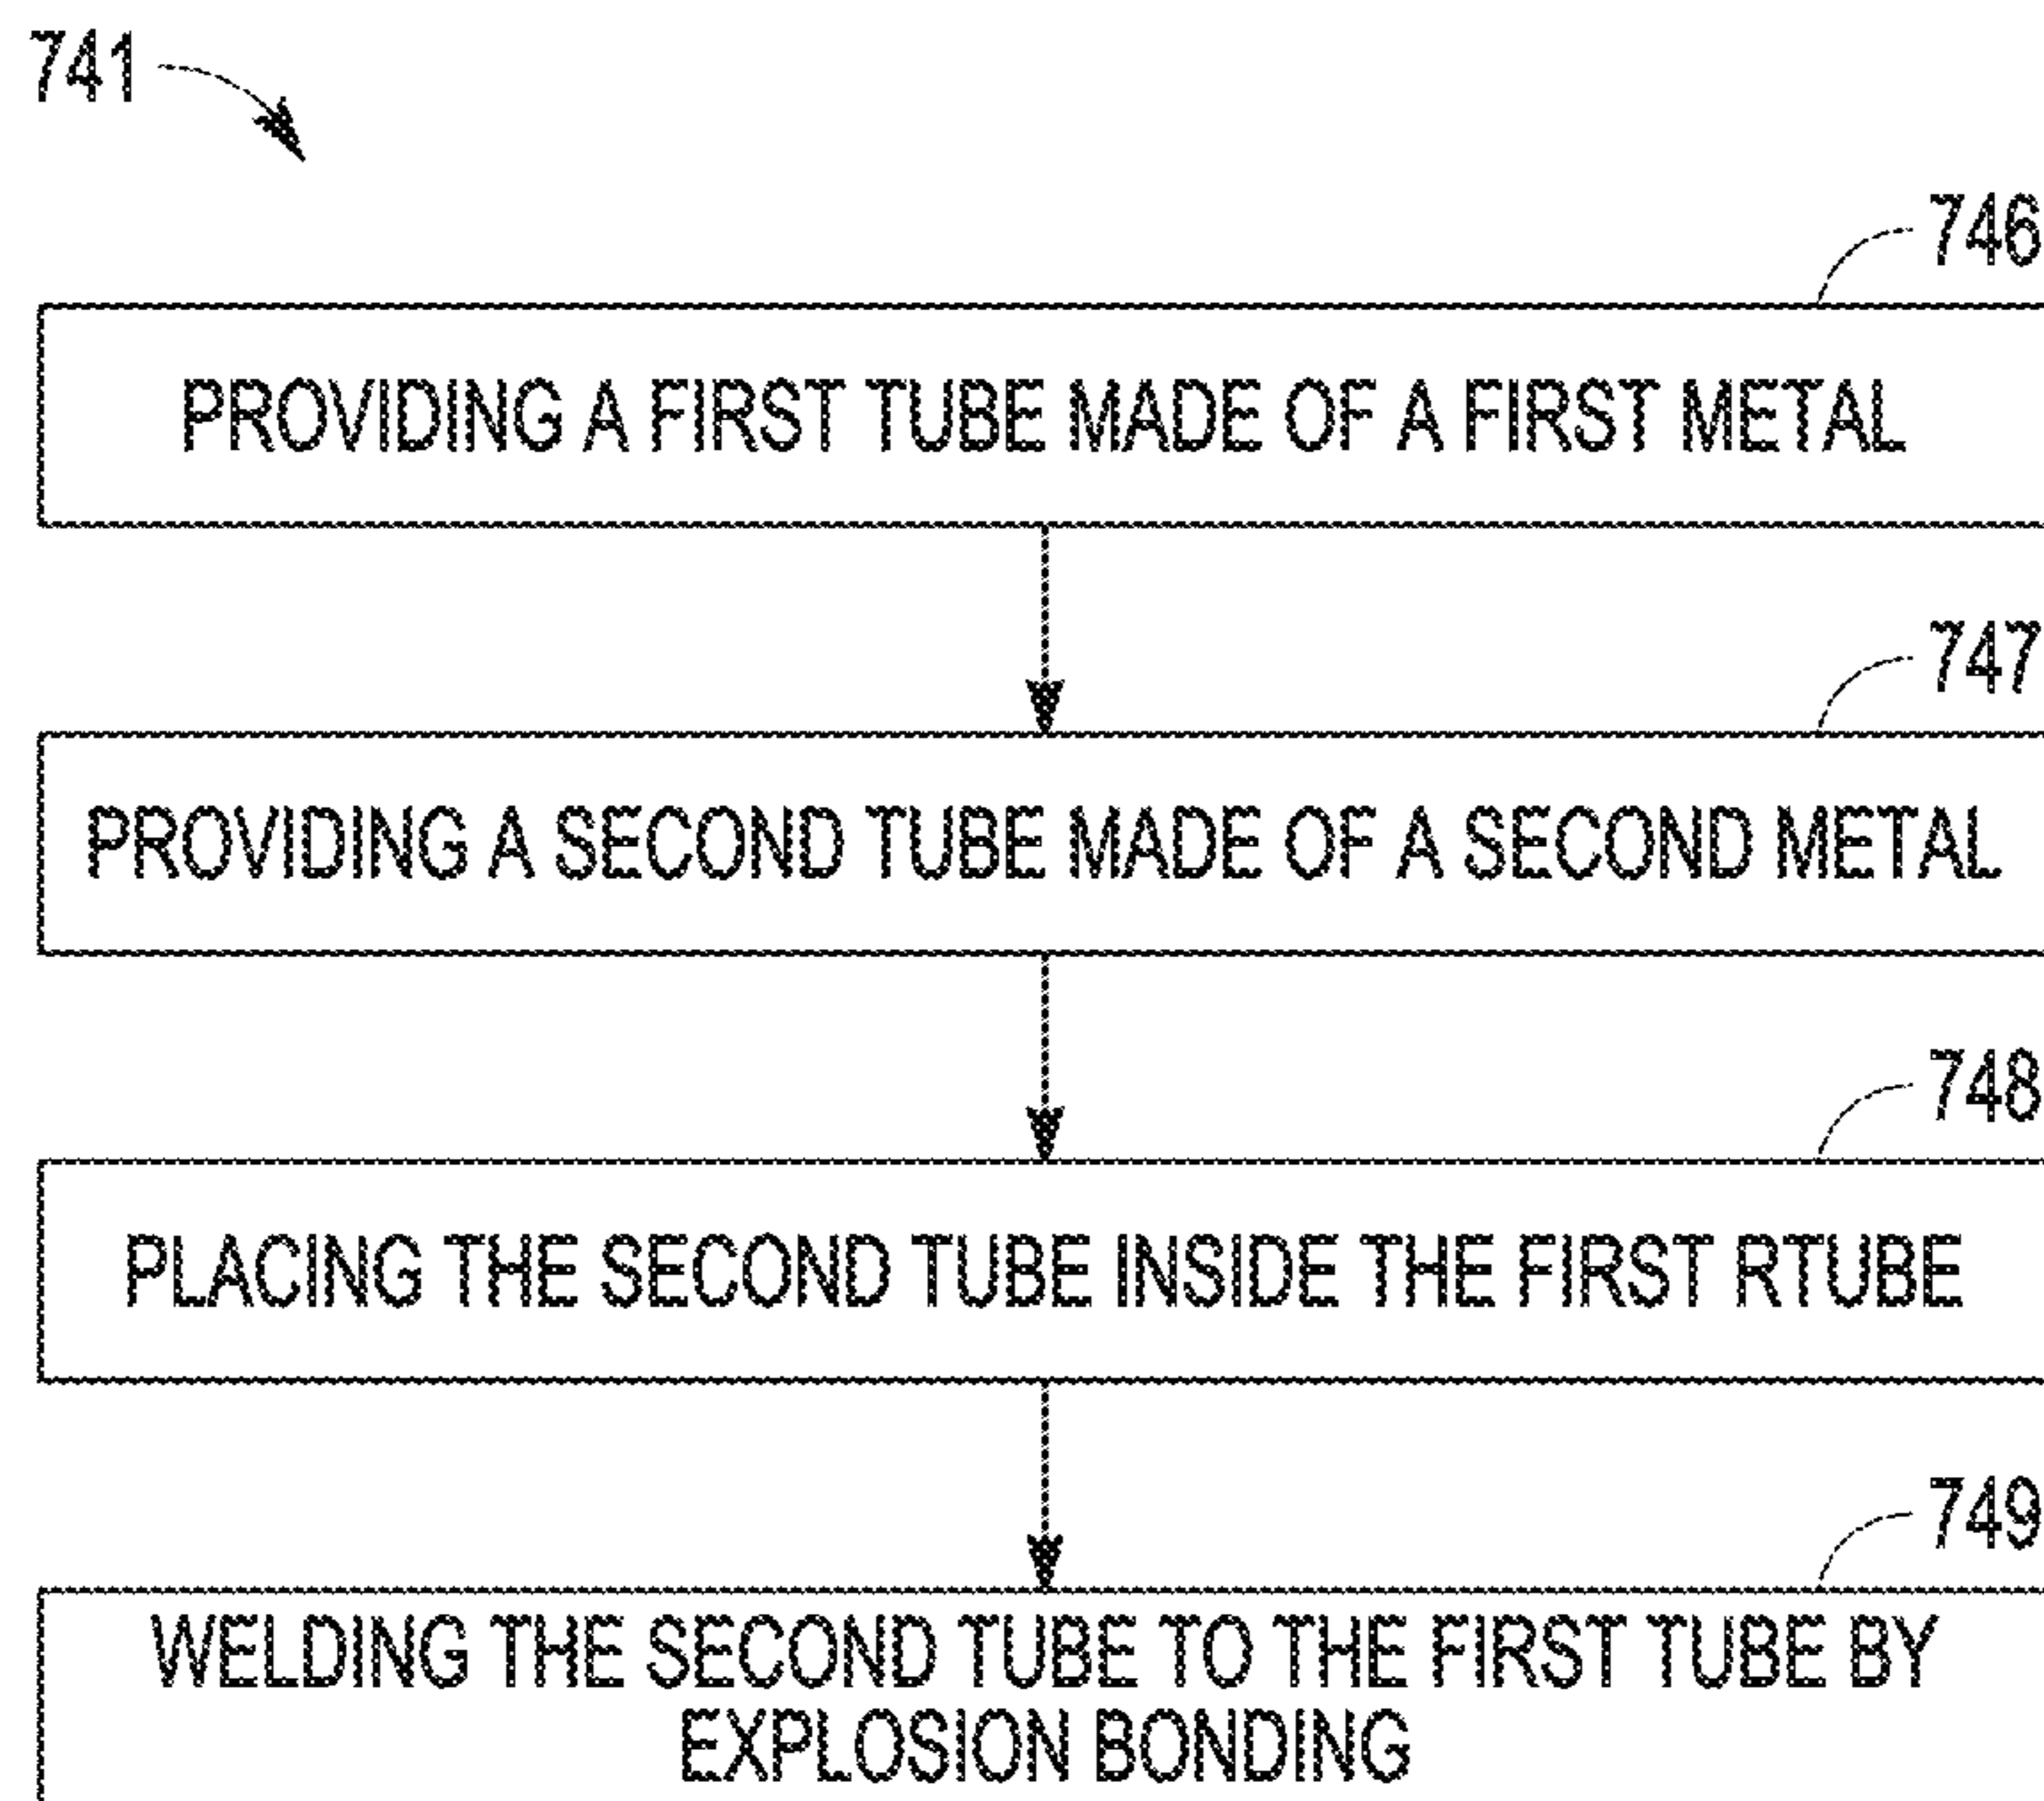 741
746
PROVIDING A FIRST TUBE MADE OF A FIRST METAL
747
PROVIDING A SECOND TUBE MADE OF A SECOND METAL
748
PLACING THE SECOND TUBE INSIDE THE FIRST RTUBE
749
WELDING THE SECOND TUBE TO THE FIRST TUBE BY
EXPLOSION BONDING